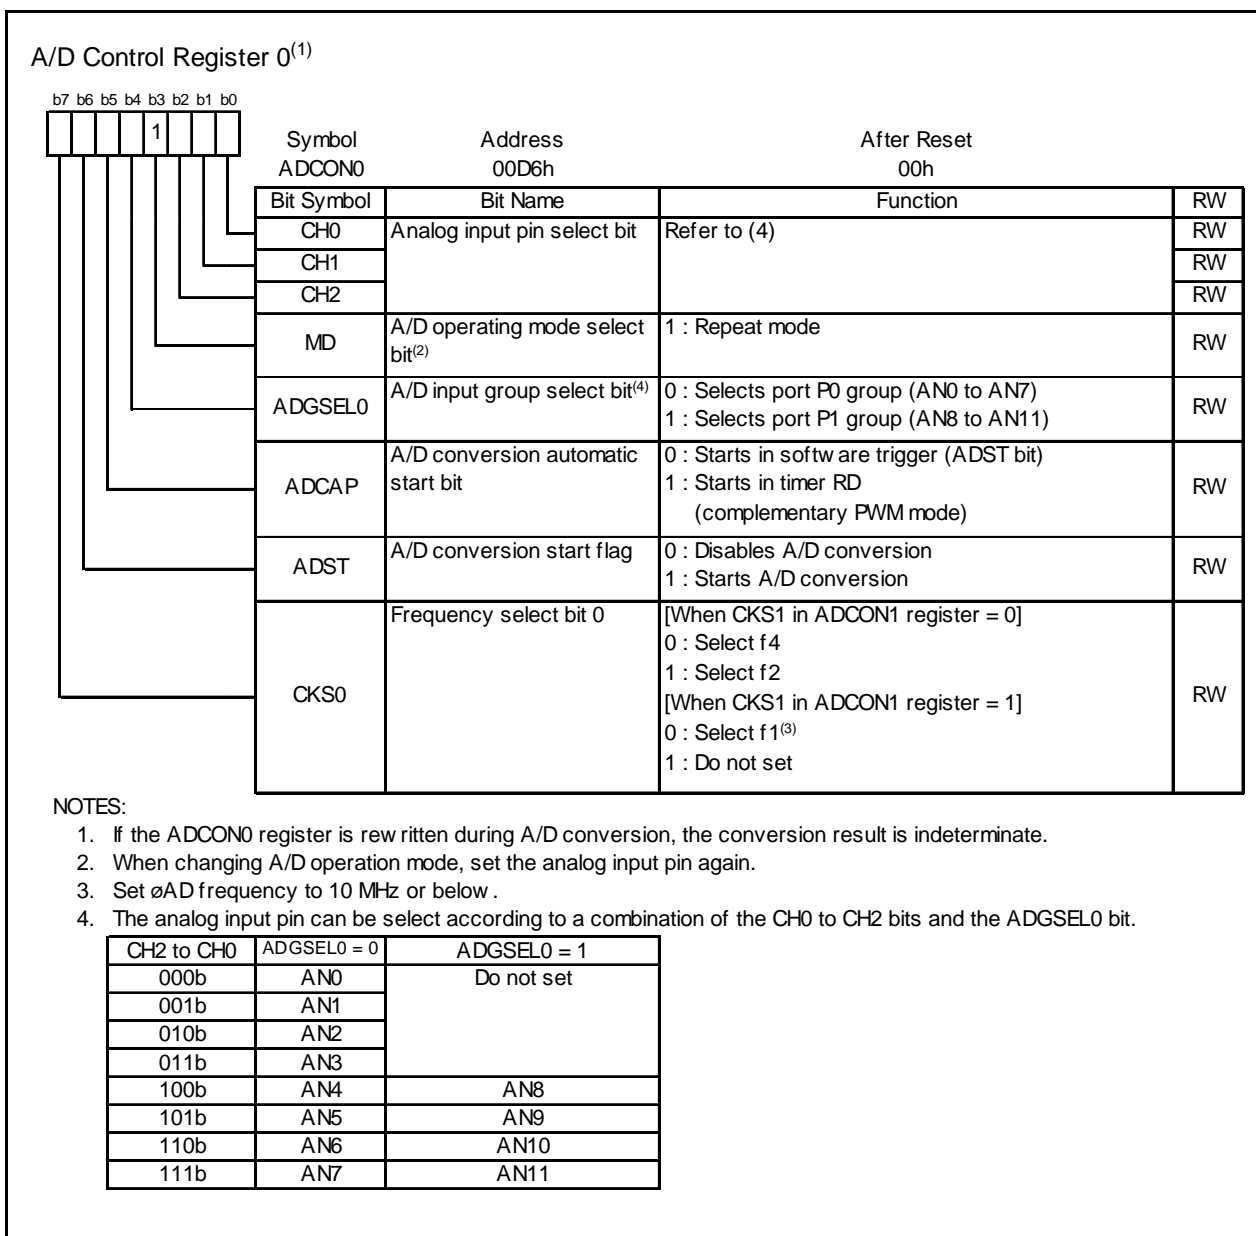 A/D Control Register 0(1)
b7 b6 b5 b4 b3 b2 b1 b0
1
Symbol Address After Reset
ADCON0 00D6h 00h
Bit Symbol Bit Name Function RW
CH0 Analog input pin select bit Refer to (4) RW
CH1 RW
CH2 RW
MD A/D operating mode select bit(2) 1 : Repeat mode RW
ADGSEL0 A/D input group select bit(4) 0 : Selects port P0 group (AN0 to AN7)
1 : Selects port P1 group (AN8 to AN11) RW
ADCAP A/D conversion automatic start bit 0 : Starts in software trigger (ADST bit)
1 : Starts in timer RD
(complementary PWM mode) RW
ADST A/D conversion start flag 0 : Disables A/D conversion
1 : Starts A/D conversion RW
CKS0 Frequency select bit 0 [When CKS1 in ADCON1 register = 0]
0 : Select f4
1 : Select f2
[When CKS1 in ADCON1 register = 1]
0 : Select f1(3)
1 : Do not set RW
NOTES:
1. If the ADCON0 register is rewritten during A/D conversion, the conversion result is indeterminate.
2. When changing A/D operation mode, set the analog input pin again.
3. Set øAD frequency to 10 MHz or below.
4. The analog input pin can be select according to a combination of the CH0 to CH2 bits and the ADGSEL0 bit.
CH2 to CH0 ADGSEL0 = 0 ADGSEL0 = 1
000b AN0 Do not set
001b AN1
010b AN2
011b AN3
100b AN4 AN8
101b AN5 AN9
110b AN6 AN10
111b AN7 AN11